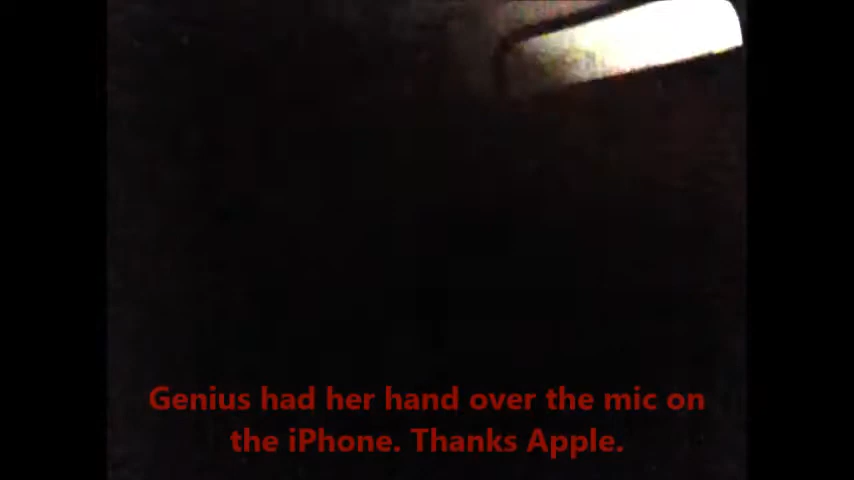 Genius had her hand over the mic on
the iPhone. Thanks Apple.